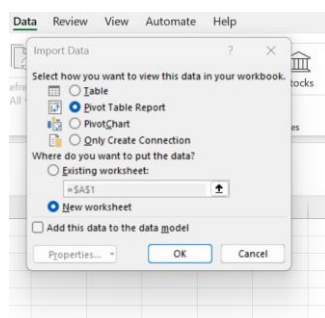 Data Review View Automate Help
Import Data ? ×
Select how you want to view this data in your workbook.
Table
Pivot Table Report
PivotChart
Only Create Connection
Where do you want to put the data?
Existing worksheet:
=$A$1
New worksheet
Add this data to the data model
Properties...
OK Cancel
All
ocks